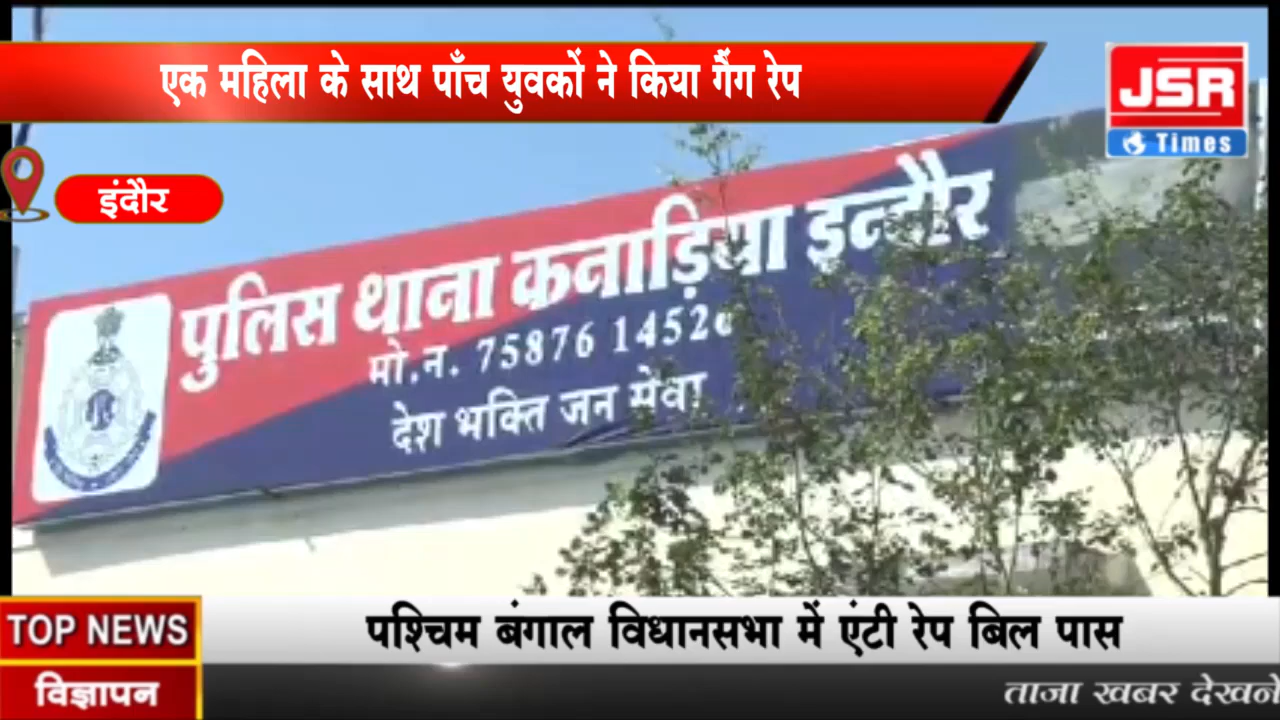 एक महिला के साथ पाँच युवकों ने किया गैंग रेप
JSR
Times
इंदौर
पुलिस थाना कनाड़िया इन्दौर
मो.न. 75876 1452
देश भक्ति जन सेवा
TOP NEWS
पश्चिम बंगाल विधानसभा में एंटी रेप बिल पास
विज्ञापन
ताजा खबर देखने